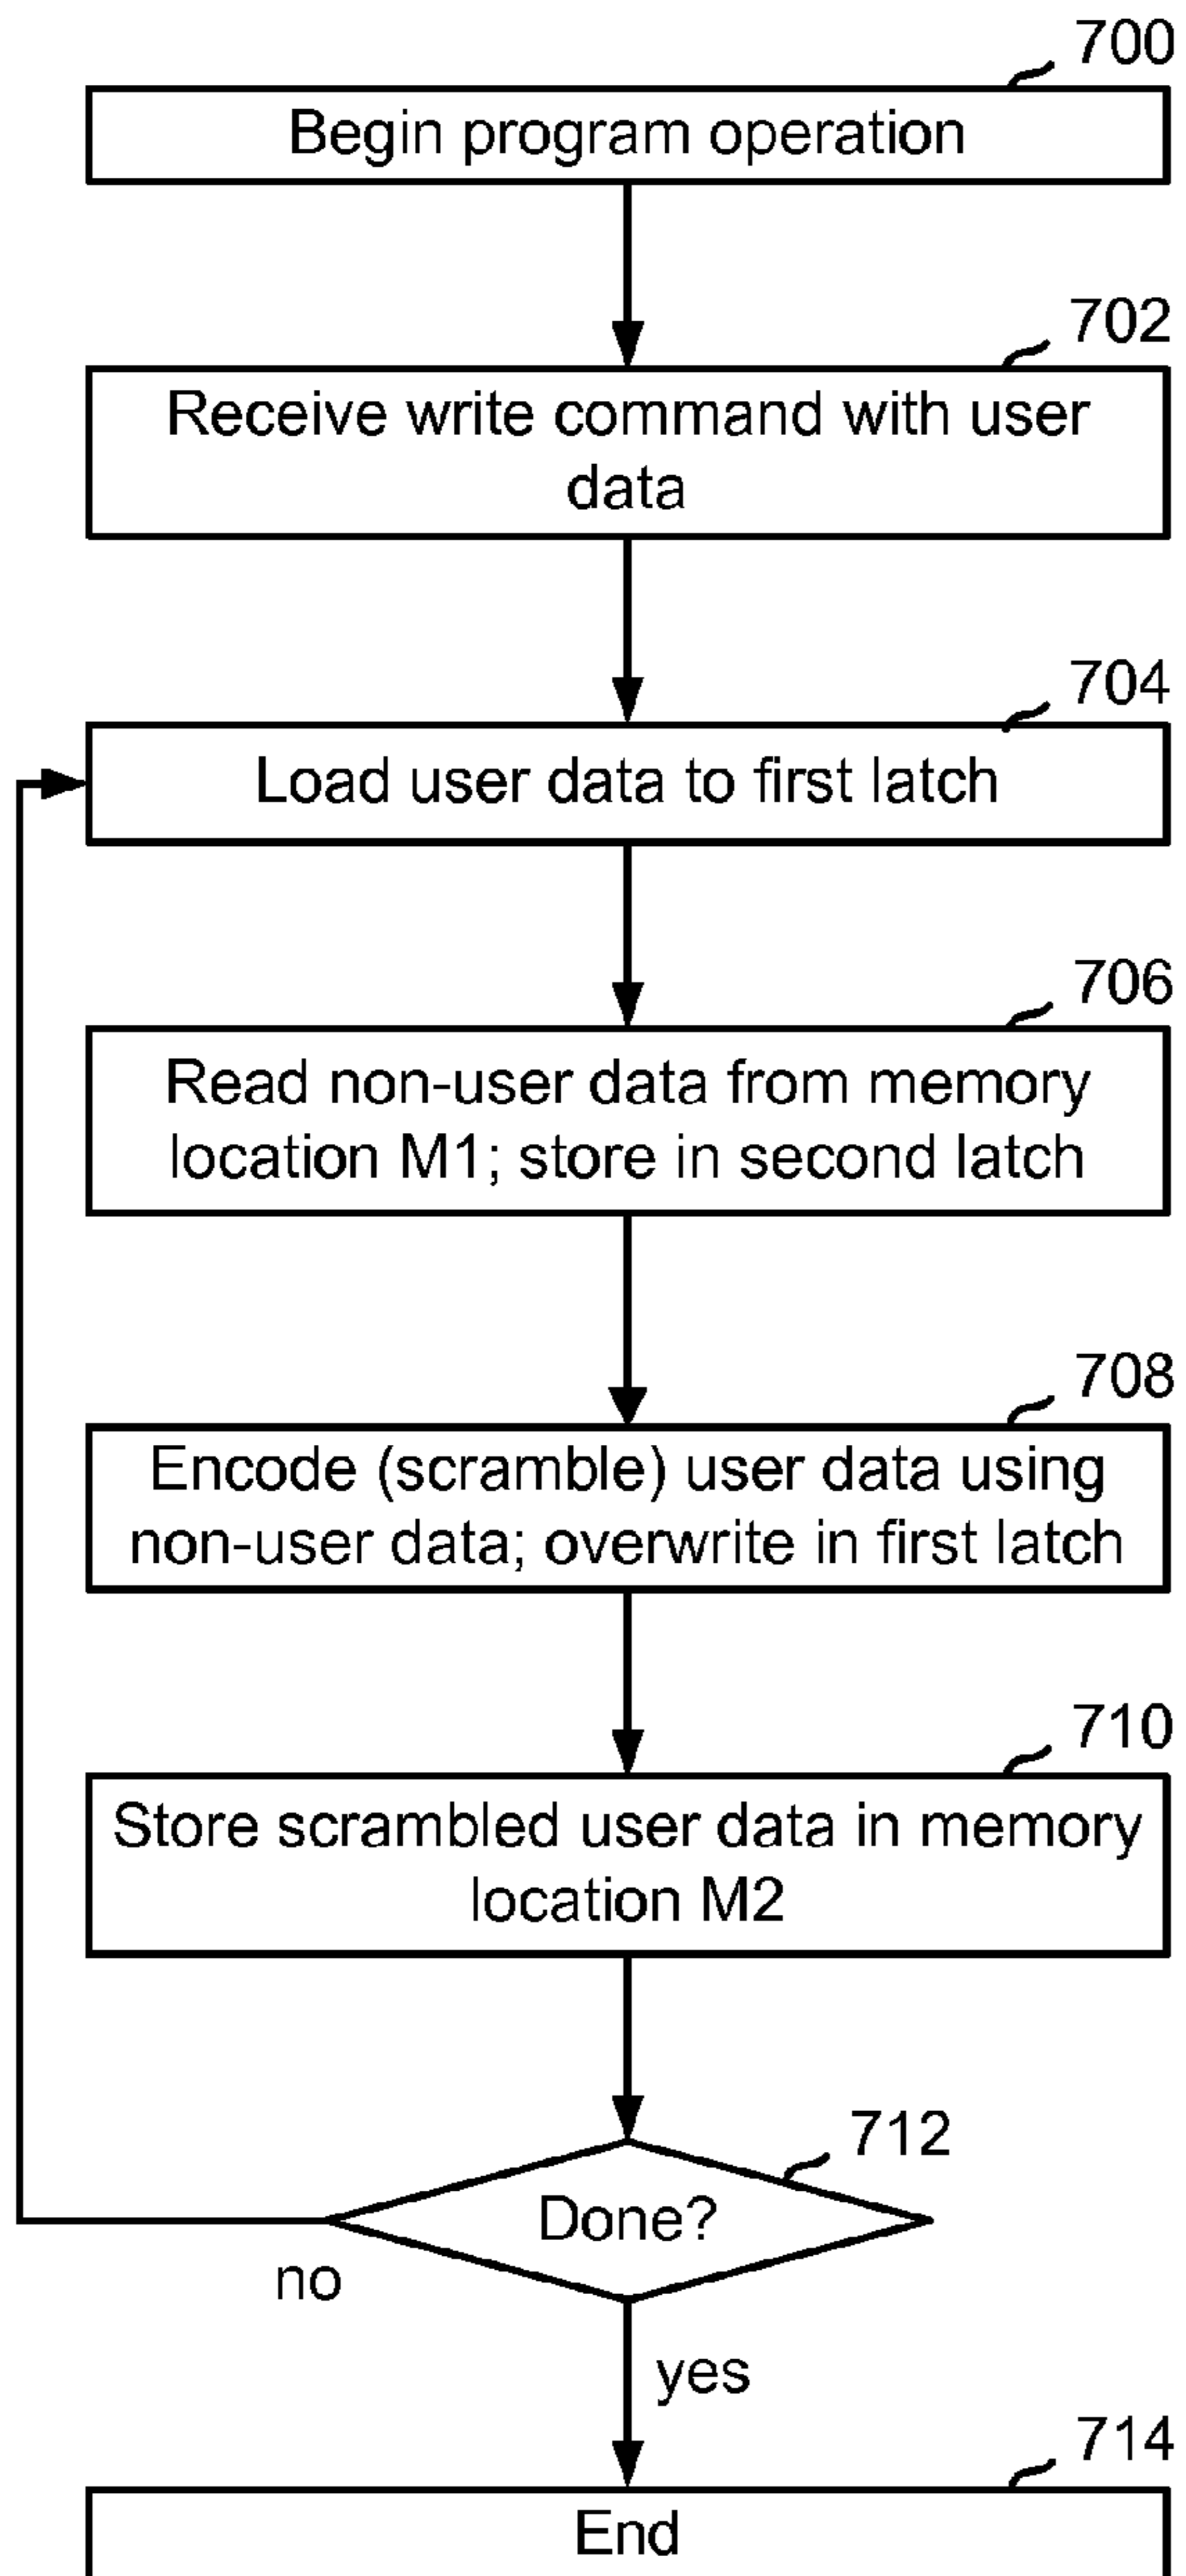 700
Begin program operation
702
Receive write command with user
data
704
Load user data to first latch
706
Read non-user data from memory
location M1; store in second latch
708
Encode (scramble) user data using
non-user data; overwrite in first latch
710
Store scrambled user data in memory
location M2
712
Done?
no
yes
714
End